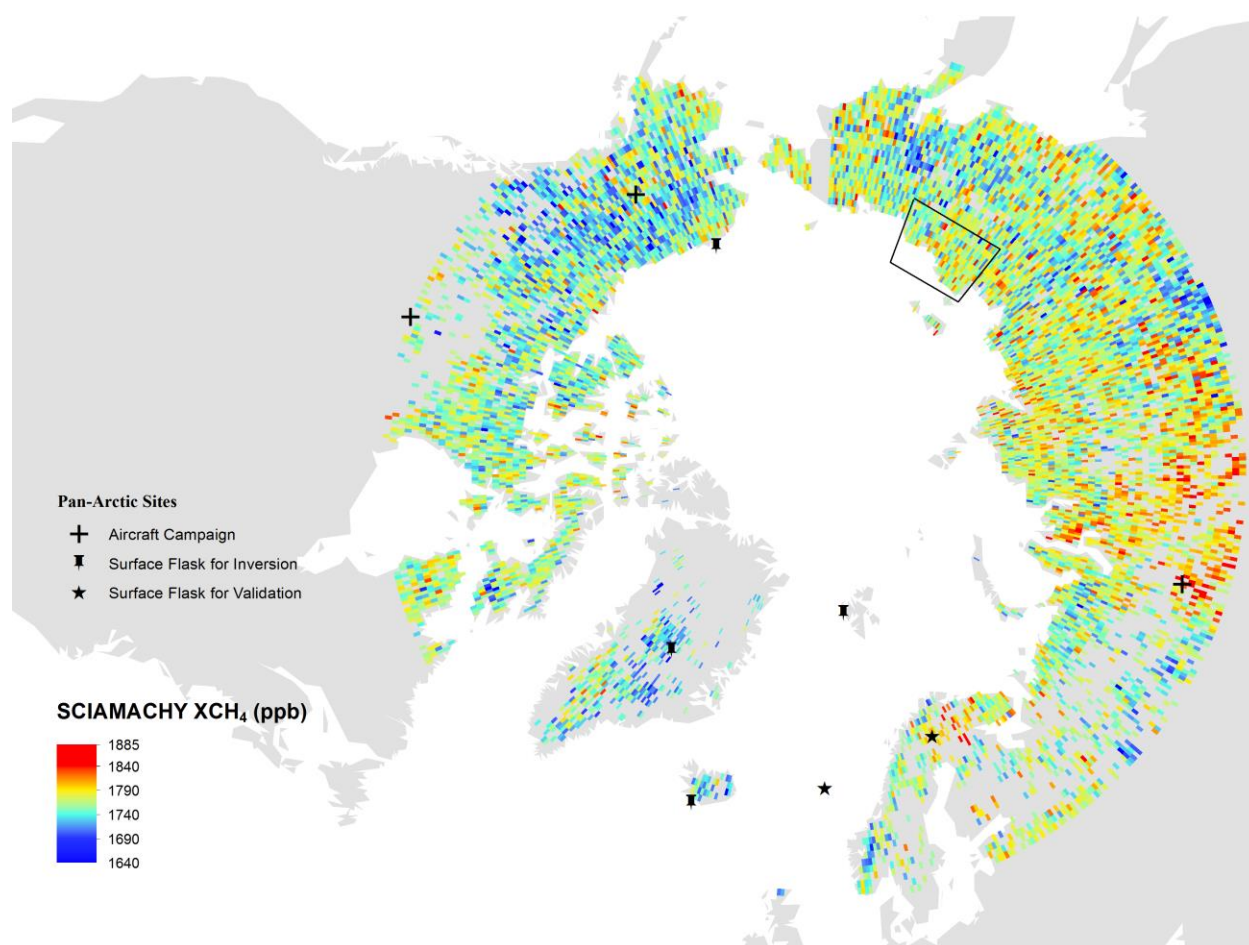 Pan-Arctic Sites
Aircraft Campaign
Surface Flask for Inversion
Surface Flask for Validation
SCIAMACHY XCH₄ (ppb)
1885
1840
1790
1740
1690
1640